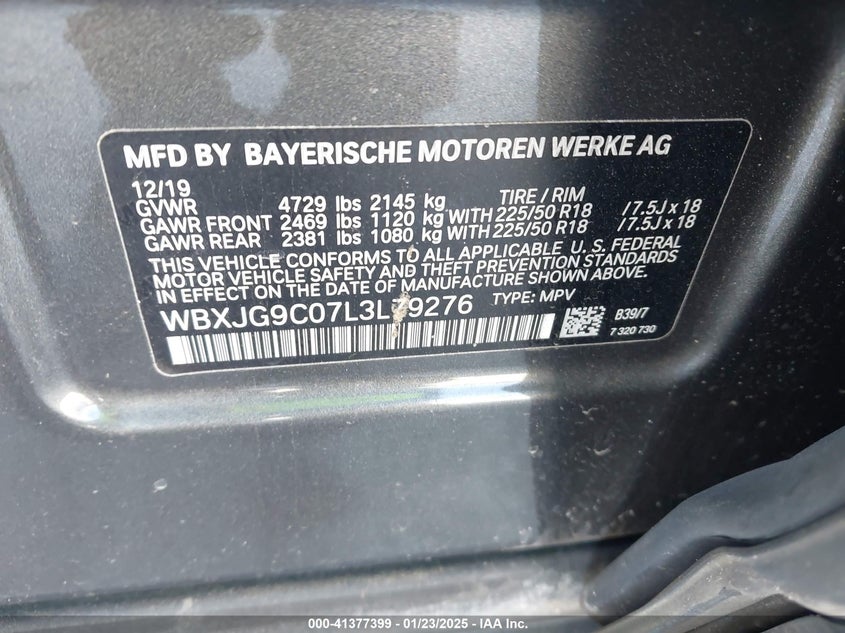 MFD BY BAYERISCHE MOTOREN WERKE AG
12/19 TIRE / RIM
GVWR 4729 lbs 2145 kg
GAWR FRONT 2469 lbs 1120 kg WITH 225/50 R18 / 7.5J x 18
GAWR REAR 2381 lbs 1080 kg WITH 225/50 R18 / 7.5J x 18
THIS VEHICLE CONFORMS TO ALL APPLICABLE U. S. FEDERAL
MOTOR VEHICLE SAFETY AND THEFT PREVENTION STANDARDS
IN EFFECT ON THE DATE OF MANUFACTURE SHOWN ABOVE.
TYPE: MPV
B39/7
7 320 730
000-41377399 - 01/23/2025 - IAA Inc.